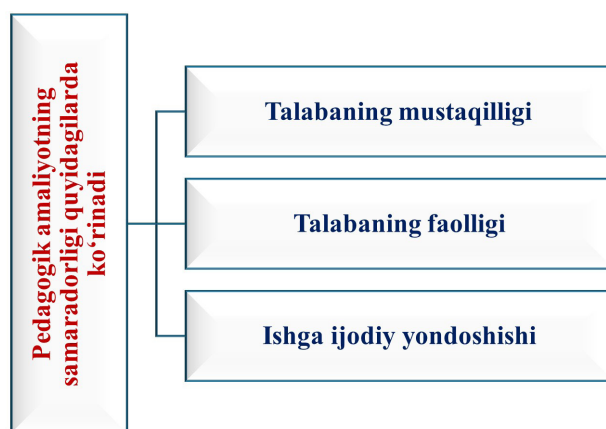 Pedagogik amaliyotning
samaradorligi quyidagilarda
ko‘rinadi
Talabaning mustaqilligi
Talabaning faolligi
Ishga ijodiy yondoshishi